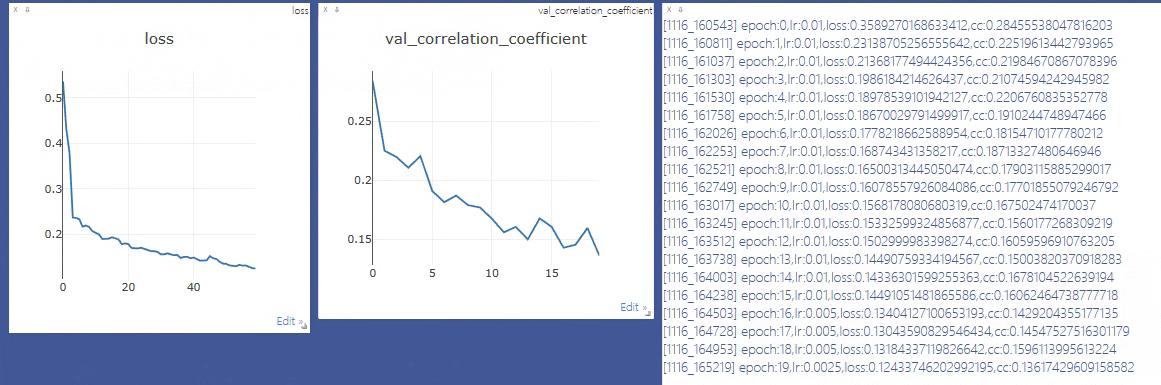 x loss
loss
0.5
0.4
0.3
0.2
0 20 40
Edit »
x val_correlation_coefficient
val_correlation_coefficient
0.25
0.2
0.15
0 5 10 15
Edit »
x
[1116_160543] epoch:0,lr:0.01,loss:0.3589270168633412,cc:0.28455538047816203
[1116_160811] epoch:1,lr:0.01,loss:0.23138705256555642,cc:0.22519613442793965
[1116_161037] epoch:2,lr:0.01,loss:0.21368177494424356,cc:0.21984670867078396
[1116_161303] epoch:3,lr:0.01,loss:0.1986184214626437,cc:0.21074594242945982
[1116_161530] epoch:4,lr:0.01,loss:0.18978539101942127,cc:0.2206760835352778
[1116_161758] epoch:5,lr:0.01,loss:0.18670029791499917,cc:0.1910244748947466
[1116_162026] epoch:6,lr:0.01,loss:0.1778218662588954,cc:0.18154710177780212
[1116_162253] epoch:7,lr:0.01,loss:0.168743431358217,cc:0.18713327480646946
[1116_162521] epoch:8,lr:0.01,loss:0.16500313445050474,cc:0.17903115885299017
[1116_162749] epoch:9,lr:0.01,loss:0.16078557926084086,cc:0.17701855079246792
[1116_163017] epoch:10,lr:0.01,loss:0.1568178080680319,cc:0.167502474170037
[1116_163245] epoch:11,lr:0.01,loss:0.15332599324856877,cc:0.1560177268309219
[1116_163512] epoch:12,lr:0.01,loss:0.1502999983398274,cc:0.16059596910763205
[1116_163738] epoch:13,lr:0.01,loss:0.14490759334194567,cc:0.15003820370918283
[1116_164003] epoch:14,lr:0.01,loss:0.14336301599255363,cc:0.1678104522639194
[1116_164238] epoch:15,lr:0.01,loss:0.14491051481865586,cc:0.16062464738777718
[1116_164503] epoch:16,lr:0.005,loss:0.13404127100653193,cc:0.1429204355177135
[1116_164728] epoch:17,lr:0.005,loss:0.13043590829546434,cc:0.14547527516301179
[1116_164953] epoch:18,lr:0.005,loss:0.13184337119826642,cc:0.1596113995613224
[1116_165219] epoch:19,lr:0.0025,loss:0.12433746202992195,cc:0.13617429609158582